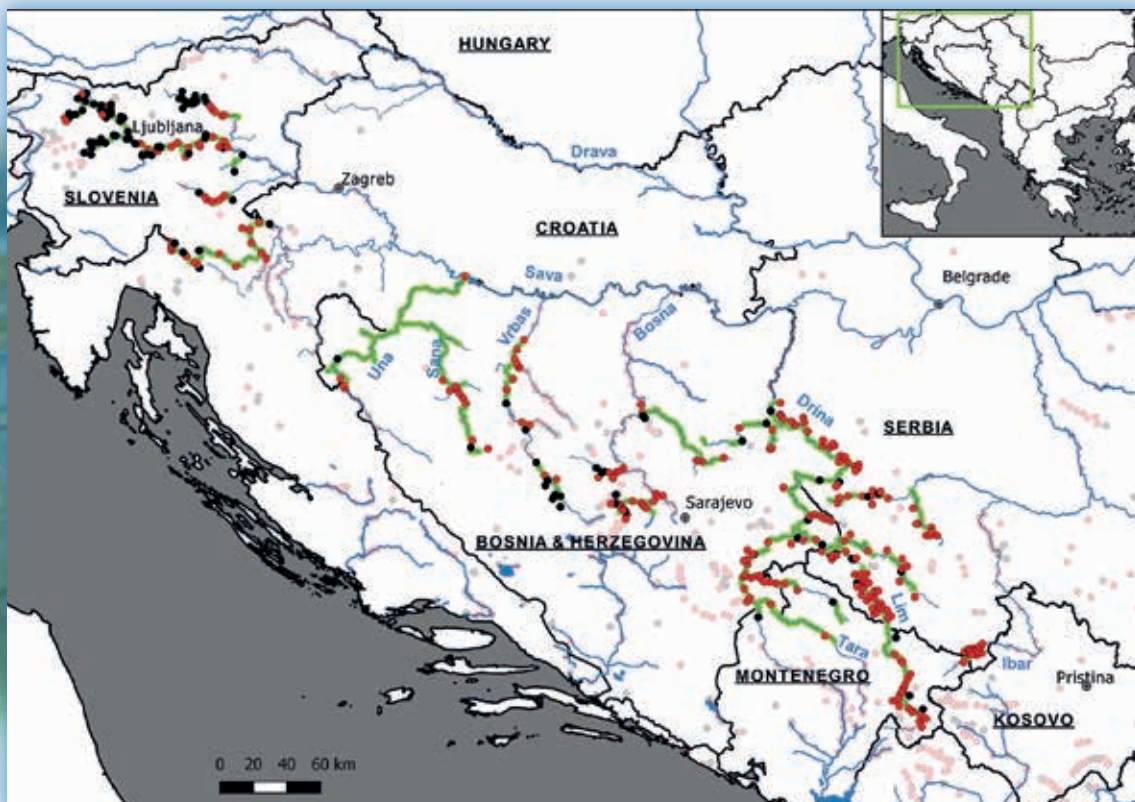 HUNGARY
Ljubljana
Drava
Zagreb
SLOVENIA
CROATIA
Sava
Belgrade
Una
Sana
Vrbas
Bosna
Drina
SERBIA
Sarajevo
BOSNIA & HERZEGOVINA
Lim
Tara
Ibar
MONTENEGRO
Pristina
KOSOVO
0 20 40 60 km